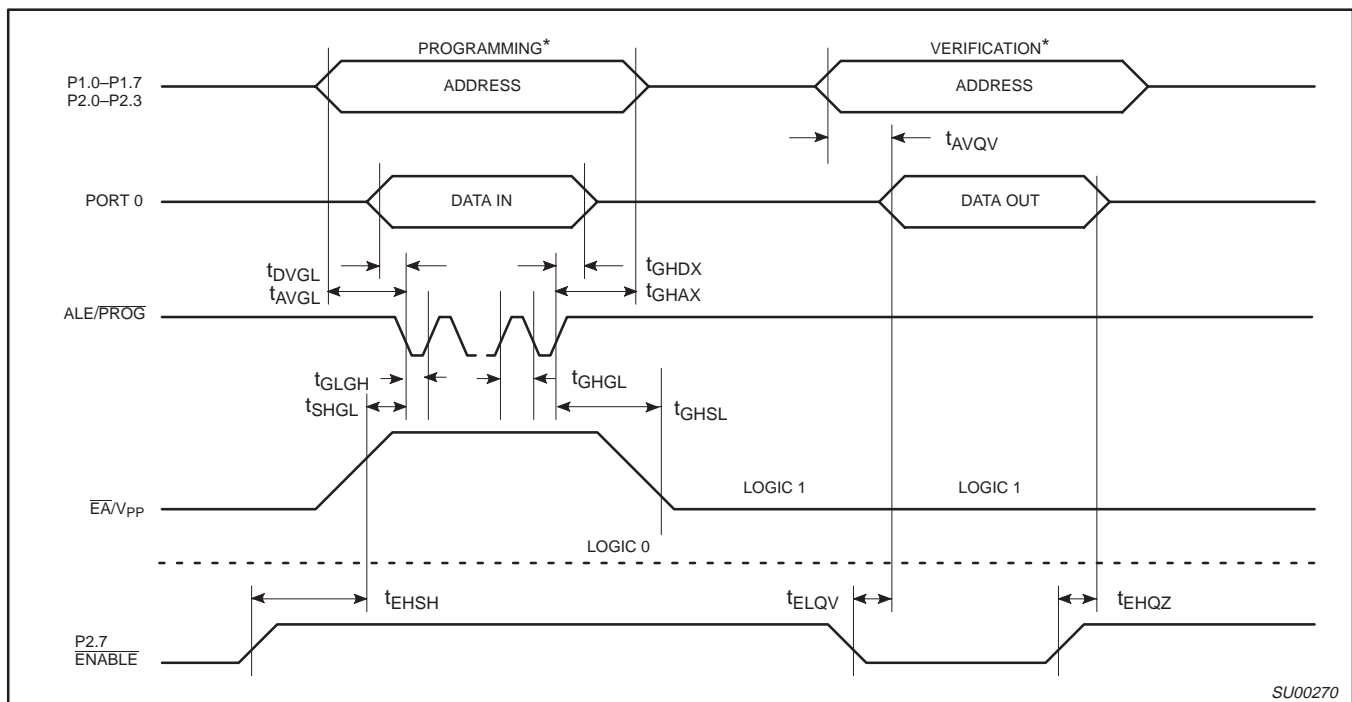 PROGRAMMING* VERIFICATION*
P1.0–P1.7
P2.0–P2.3
ADDRESS ADDRESS
tAVQV
PORT 0 DATA IN DATA OUT
tDVGL tGHDX
tAVGL tGHAX
ALE/PROG
tGLGH tGHGL
tSHGL tGHSL
LOGIC 1 LOGIC 1
EA/VPP
LOGIC 0
tEHSH tELQV tEHQZ
P2.7
ENABLE
SU00270